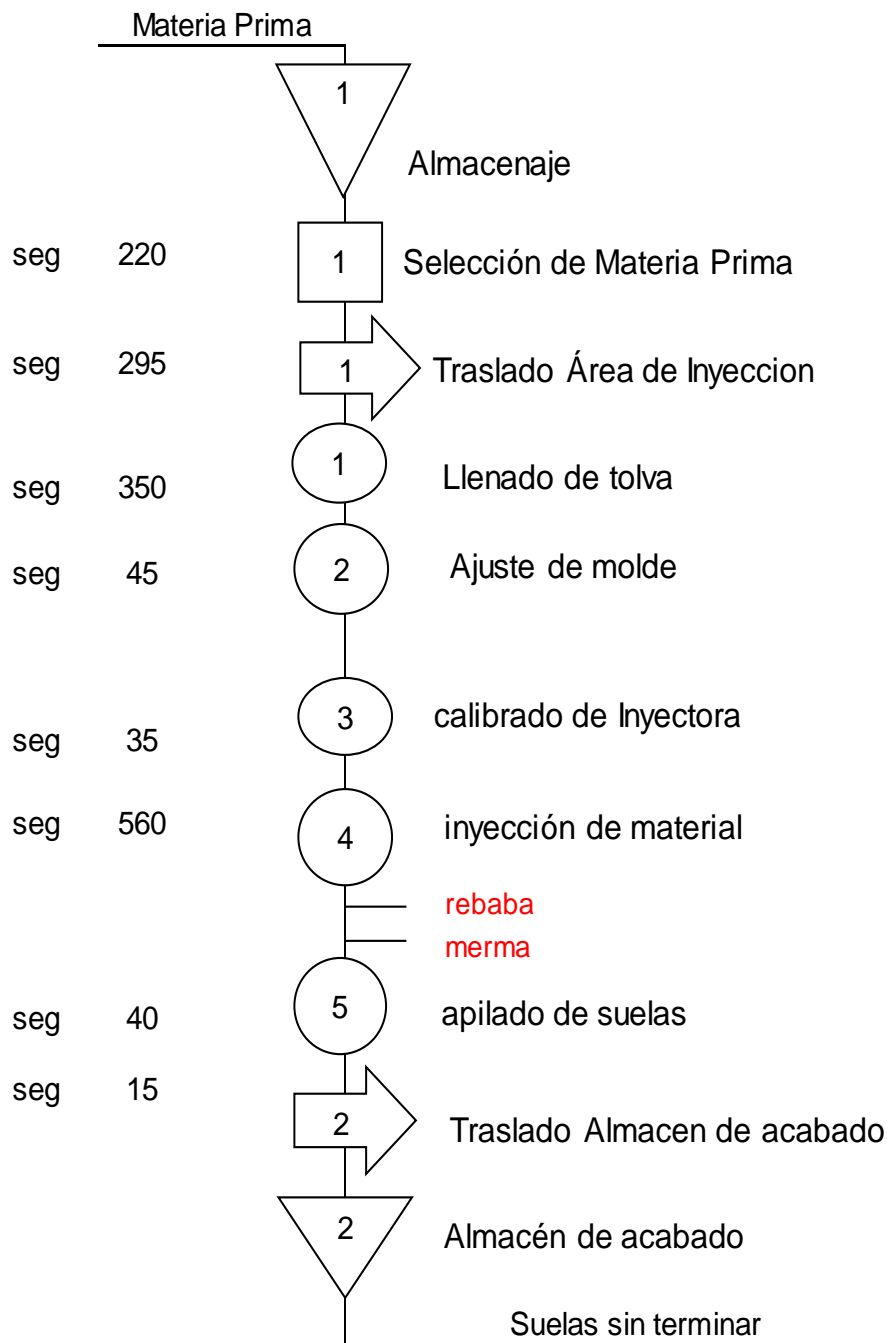 Materia Prima
1
Almacenaje
seg 220 1 Selección de Materia Prima
seg 295 1 Traslado Área de Inyeccion
seg 350 1 Llenado de tolva
seg 45 2 Ajuste de molde
seg 35 3 calibrado de Inyectora
seg 560 4 inyección de material
rebaba
merma
seg 40 5 apilado de suelas
seg 15 2 Traslado Almacen de acabado
2 Almacén de acabado
Suelas sin terminar